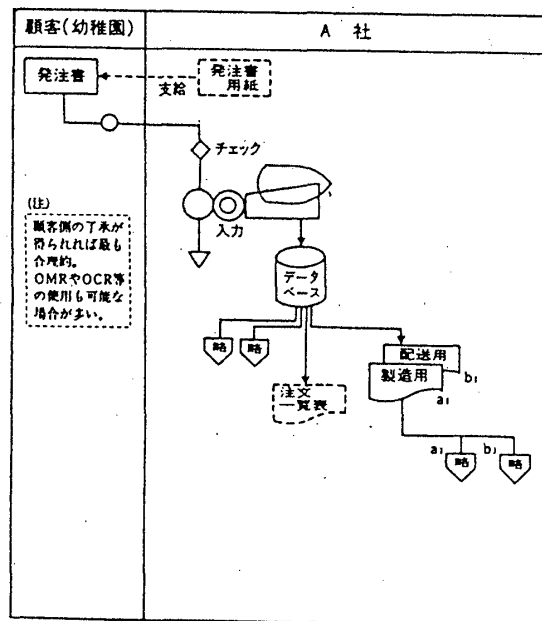 顧客(幼稚園)
A 社
発注書
支給
発注書
用紙
チェック
入力
(注)
顧客側の了承が
得られれば最も
合理的。
OMRやOCR等
の使用も可能な
場合が多い。
データ
ベース
略
略
配送用
b₁
製造用
a₁
注文
一覧表
a₁
略
b₁
略